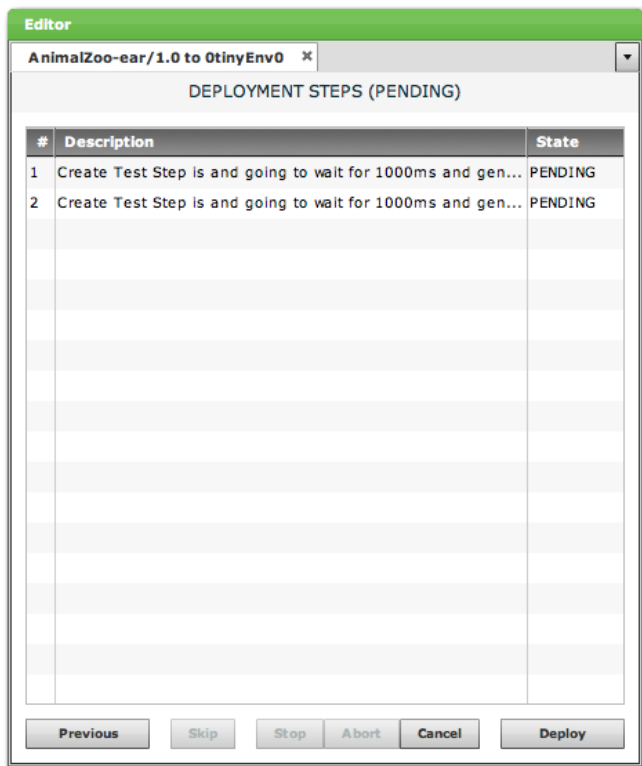 Editor
AnimalZoo-ear/1.0 to 0tinyEnv0 ×
DEPLOYMENT STEPS (PENDING)
# Description State
1 Create Test Step is and going to wait for 1000ms and gen... PENDING
2 Create Test Step is and going to wait for 1000ms and gen... PENDING
Previous Skip Stop Abort Cancel Deploy